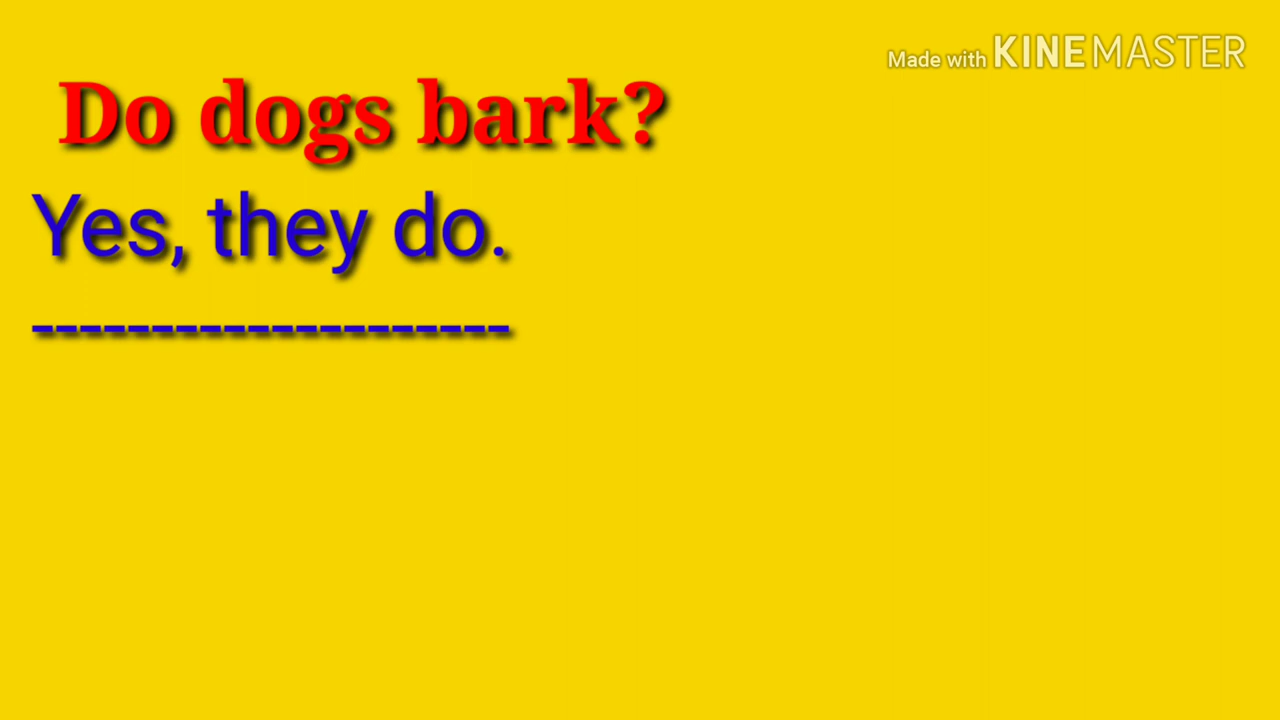 Made with KINEMASTER
Do dogs bark?
Yes, they do.
--------------------